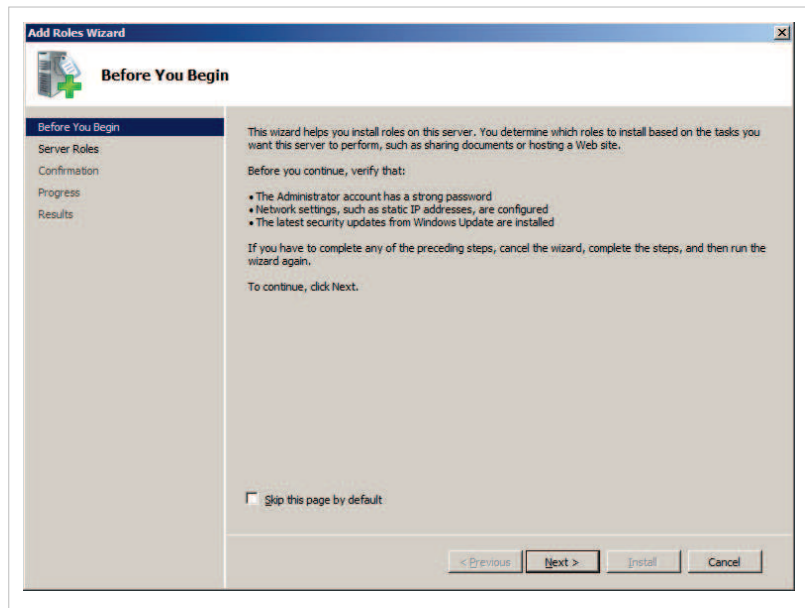 Add Roles Wizard
Before You Begin
Before You Begin
Server Roles
Confirmation
Progress
Results
This wizard helps you install roles on this server. You determine which roles to install based on the tasks you
want this server to perform, such as sharing documents or hosting a Web site.
Before you continue, verify that:
• The Administrator account has a strong password
• Network settings, such as static IP addresses, are configured
• The latest security updates from Windows Update are installed
If you have to complete any of the preceding steps, cancel the wizard, complete the steps, and then run the
wizard again.
To continue, click Next.
Skip this page by default
< Previous Next > Install Cancel